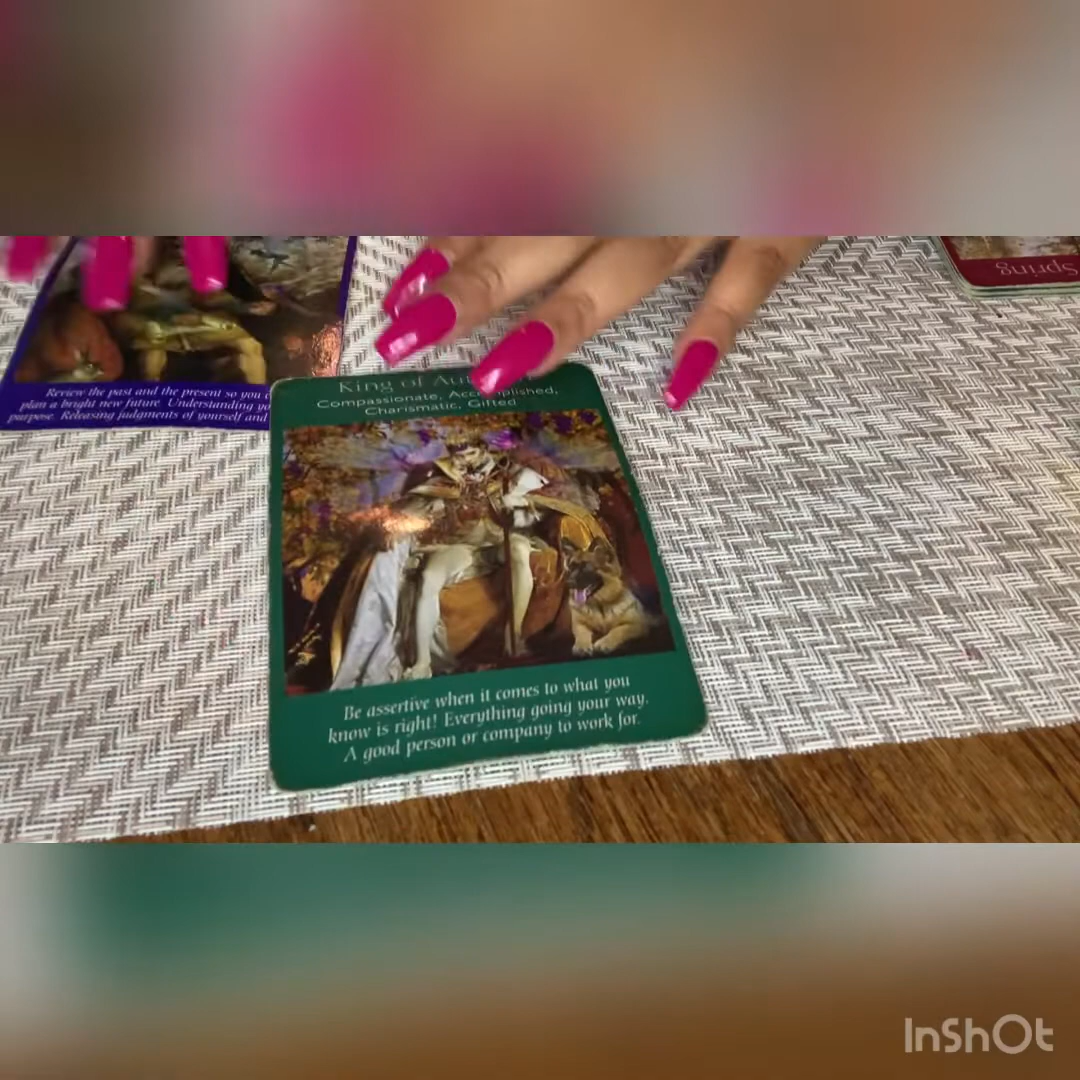 Spring
Review the past and the present so you
plan a bright new future. Understanding
purpose. Releasing judgments of yourself and
King of
Compassionate, Accomplished,
Charismatic, Gifted
Be assertive when it comes to what you
know is right! Everything going your way.
A good person or company to work for.
InShOt